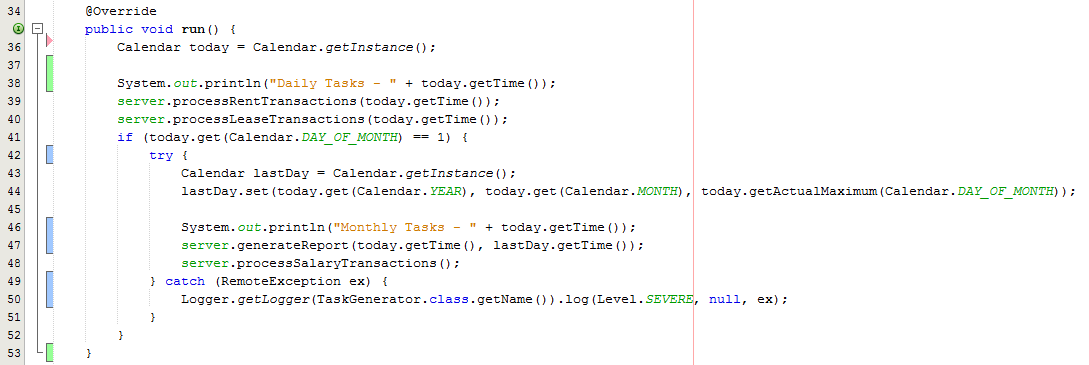 34 @Override
public void run() {
36 Calendar today = Calendar.getInstance();
37
38 System.out.println("Daily Tasks - " + today.getTime());
39 server.processRentTransactions(today.getTime());
40 server.processLeaseTransactions(today.getTime());
41 if (today.get(Calendar.DAY_OF_MONTH) == 1) {
42 try {
43 Calendar lastDay = Calendar.getInstance();
44 lastDay.set(today.get(Calendar.YEAR), today.get(Calendar.MONTH), today.getActualMaximum(Calendar.DAY_OF_MONTH));
45
46 System.out.println("Monthly Tasks - " + today.getTime());
47 server.generateReport(today.getTime(), lastDay.getTime());
48 server.processSalaryTransactions();
49 } catch (RemoteException ex) {
50 Logger.getLogger(TaskGenerator.class.getName()).log(Level.SEVERE, null, ex);
51 }
52 }
53 }